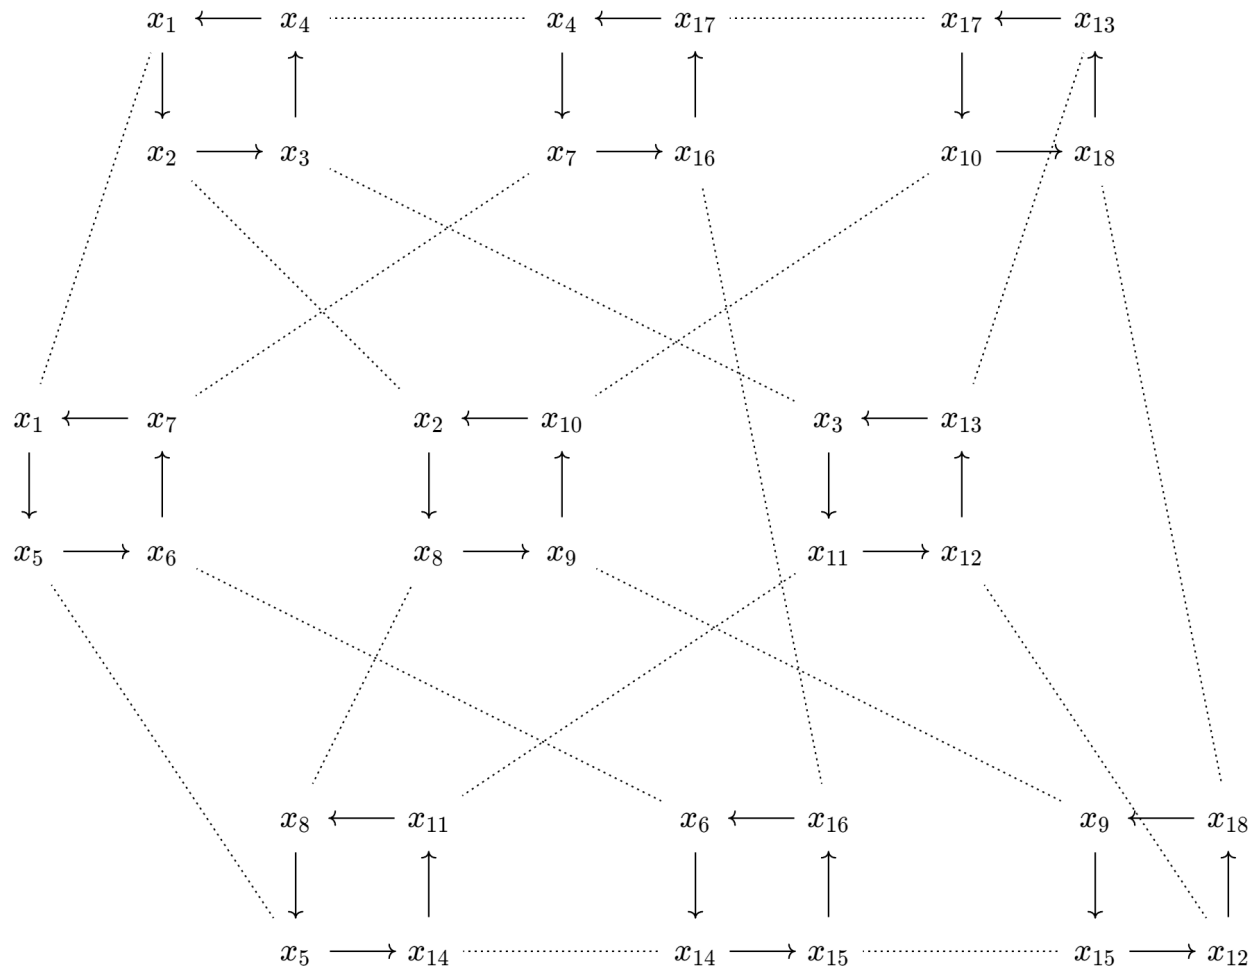 x₁ x₄ x₄ x₁₇ x₁₇ x₁₃
x₂ x₃ x₇ x₁₆ x₁₀ x₁₈
x₁ x₇ x₂ x₁₀ x₃ x₁₃
x₅ x₆ x₈ x₉ x₁₁ x₁₂
x₈ x₁₁ x₆ x₁₆ x₉ x₁₈
x₅ x₁₄ x₁₄ x₁₅ x₁₅ x₁₂